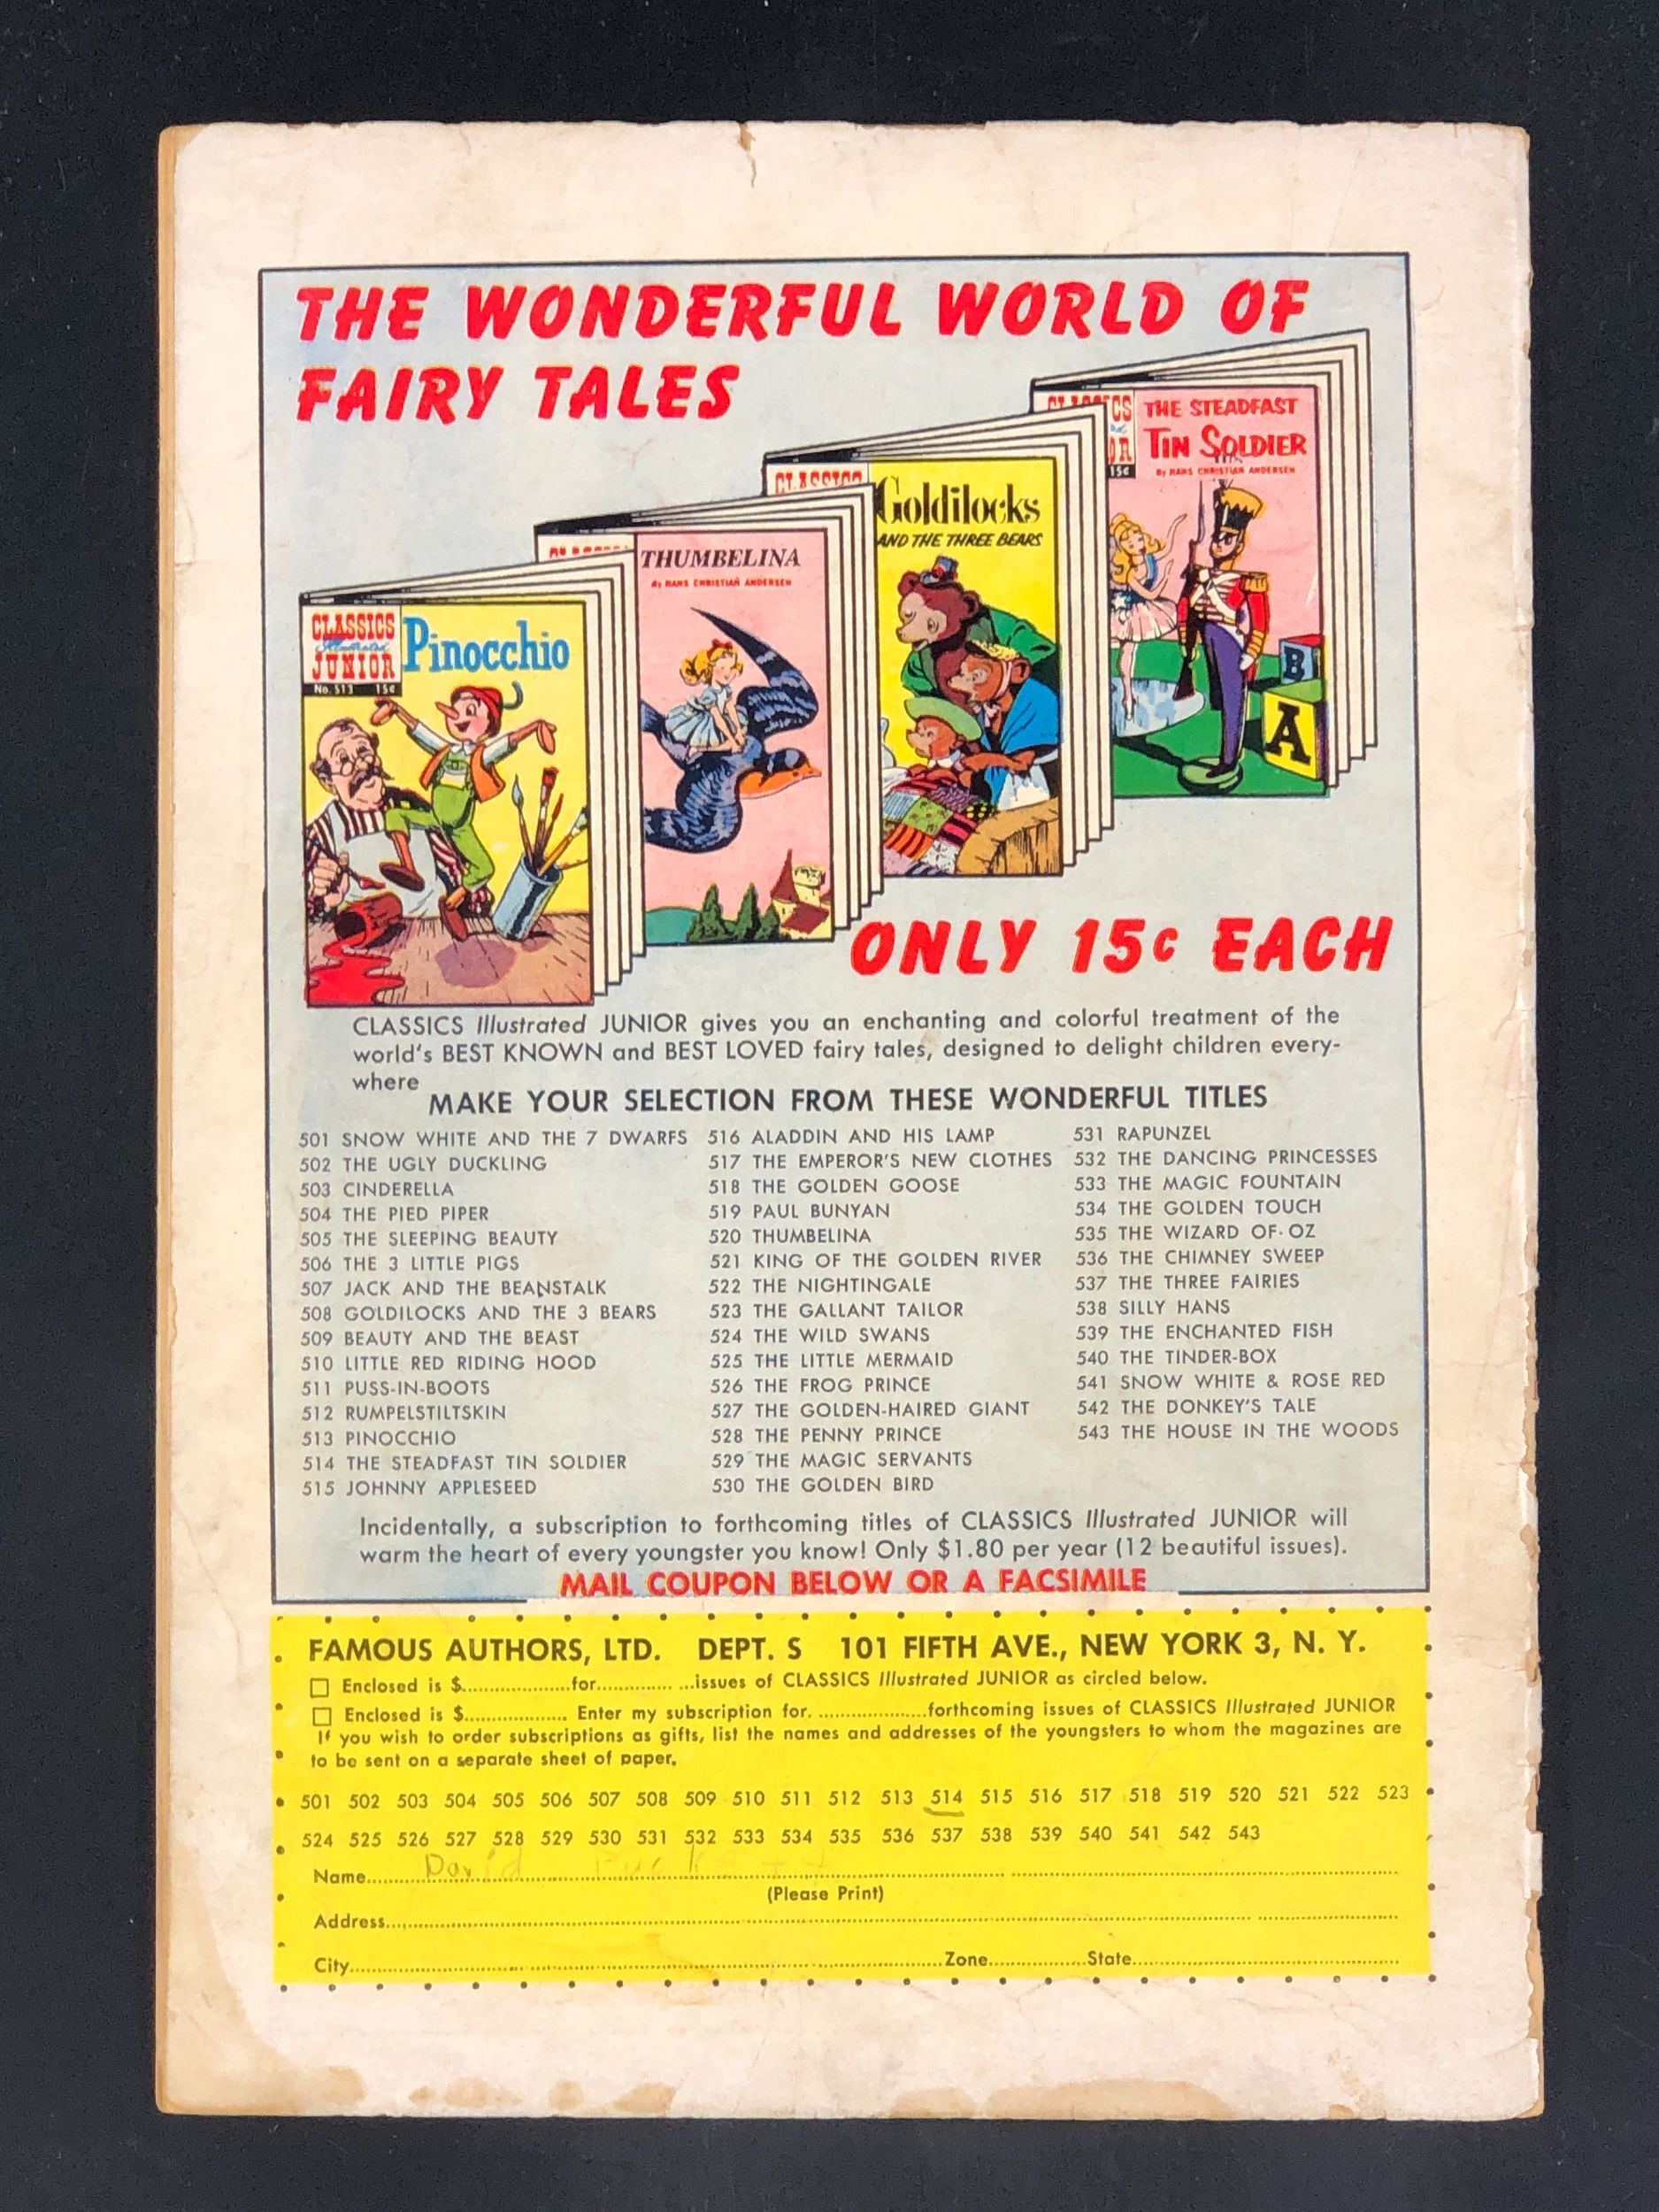 THE WONDERFUL WORLD OF
FAIRY TALES
CLASSICS
Illustrated
JUNIOR
No. 513 15¢
Pinocchio
CLASSICS
THUMBELINA
By HANS CHRISTIAN ANDERSEN
CLASSICS
Goldilocks
AND THE THREE BEARS
CLASSICS
15¢
THE STEADFAST
TIN SOLDIER
By HANS CHRISTIAN ANDERSEN
B
A
ONLY 15¢ EACH
CLASSICS Illustrated JUNIOR gives you an enchanting and colorful treatment of the
world's BEST KNOWN and BEST LOVED fairy tales, designed to delight children every-
where
MAKE YOUR SELECTION FROM THESE WONDERFUL TITLES
501 SNOW WHITE AND THE 7 DWARFS
502 THE UGLY DUCKLING
503 CINDERELLA
504 THE PIED PIPER
505 THE SLEEPING BEAUTY
506 THE 3 LITTLE PIGS
507 JACK AND THE BEANSTALK
508 GOLDILOCKS AND THE 3 BEARS
509 BEAUTY AND THE BEAST
510 LITTLE RED RIDING HOOD
511 PUSS-IN-BOOTS
512 RUMPELSTILTSKIN
513 PINOCCHIO
514 THE STEADFAST TIN SOLDIER
515 JOHNNY APPLESEED
516 ALADDIN AND HIS LAMP
517 THE EMPEROR'S NEW CLOTHES
518 THE GOLDEN GOOSE
519 PAUL BUNYAN
520 THUMBELINA
521 KING OF THE GOLDEN RIVER
522 THE NIGHTINGALE
523 THE GALLANT TAILOR
524 THE WILD SWANS
525 THE LITTLE MERMAID
526 THE FROG PRINCE
527 THE GOLDEN-HAIRED GIANT
528 THE PENNY PRINCE
529 THE MAGIC SERVANTS
530 THE GOLDEN BIRD
531 RAPUNZEL
532 THE DANCING PRINCESSES
533 THE MAGIC FOUNTAIN
534 THE GOLDEN TOUCH
535 THE WIZARD OF OZ
536 THE CHIMNEY SWEEP
537 THE THREE FAIRIES
538 SILLY HANS
539 THE ENCHANTED FISH
540 THE TINDER-BOX
541 SNOW WHITE & ROSE RED
542 THE DONKEY'S TALE
543 THE HOUSE IN THE WOODS
Incidentally, a subscription to forthcoming titles of CLASSICS Illustrated JUNIOR will
warm the heart of every youngster you know! Only $1.80 per year (12 beautiful issues).
MAIL COUPON BELOW OR A FACSIMILE
FAMOUS AUTHORS, LTD. DEPT. S 101 FIFTH AVE., NEW YORK 3, N. Y.
Enclosed is $....................for.................issues of CLASSICS Illustrated JUNIOR as circled below.
Enclosed is $................... Enter my subscription for. ....................forthcoming issues of CLASSICS Illustrated JUNIOR
If you wish to order subscriptions as gifts, list the names and addresses of the youngsters to whom the magazines are
to be sent on a separate sheet of paper.
501 502 503 504 505 506 507 508 509 510 511 512 513 514 515 516 517 518 519 520 521 522 523
524 525 526 527 528 529 530 531 532 533 534 535 536 537 538 539 540 541 542 543
Name.......... David
(Please Print)
Address..........
City.......... Zone.......... State..........